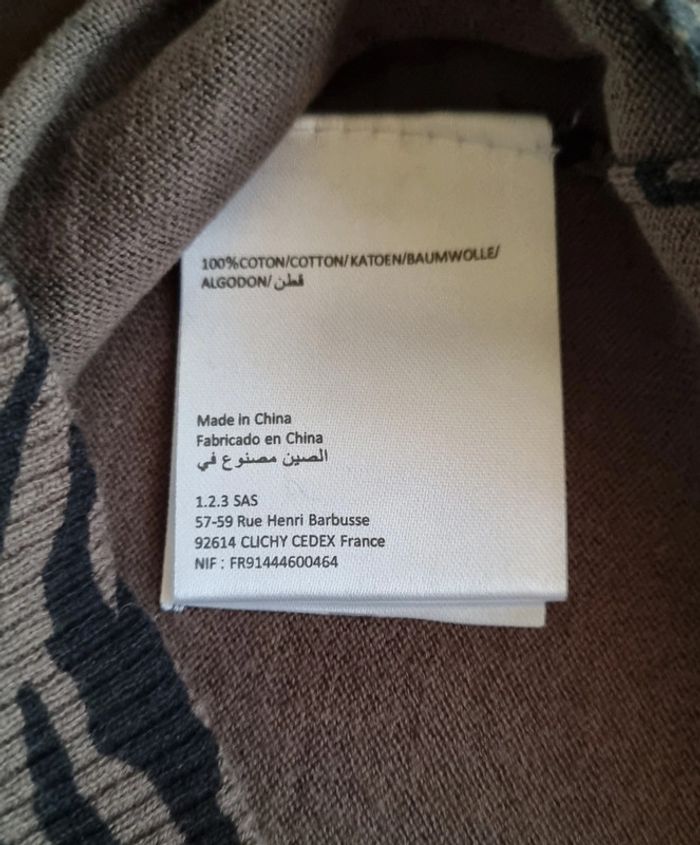 100%COTON/COTTON/KATOEN/BAUMWOLLE/
ALGODON/قطن
Made in China
Fabricado en China
الصين مصنوع في
1.2.3 SAS
57-59 Rue Henri Barbusse
92614 CLICHY CEDEX France
NIF : FR91444600464